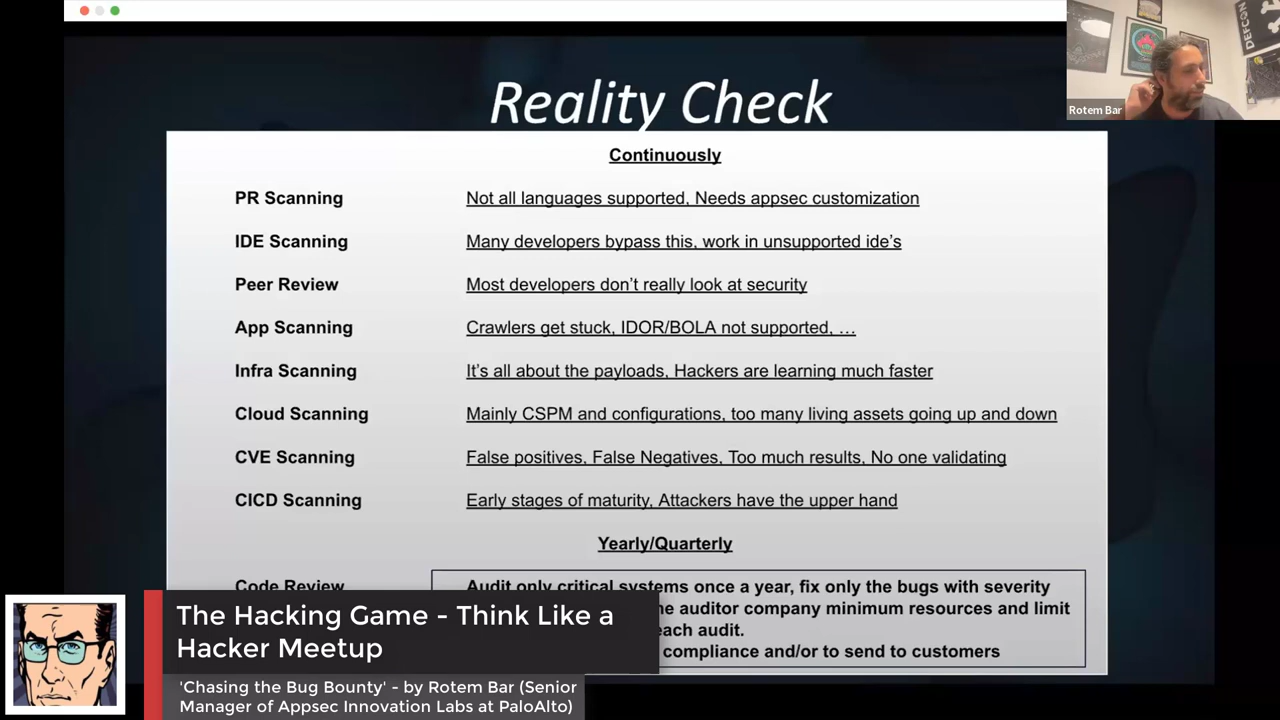 Reality Check
DEFCON
Rotem Bar
Continuously
PR Scanning Not all languages supported, Needs appsec customization
IDE Scanning Many developers bypass this, work in unsupported ide's
Peer Review Most developers don't really look at security
App Scanning Crawlers get stuck, IDOR/BOLA not supported, …
Infra Scanning It's all about the payloads, Hackers are learning much faster
Cloud Scanning Mainly CSPM and configurations, too many living assets going up and down
CVE Scanning False positives, False Negatives, Too much results, No one validating
CICD Scanning Early stages of maturity, Attackers have the upper hand
Yearly/Quarterly
Code Review Audit only critical systems once a year, fix only the bugs with severity
auditor company minimum resources and limit
each audit.
compliance and/or to send to customers
The Hacking Game - Think Like a
Hacker Meetup
'Chasing the Bug Bounty' - by Rotem Bar (Senior
Manager of Appsec Innovation Labs at PaloAlto)